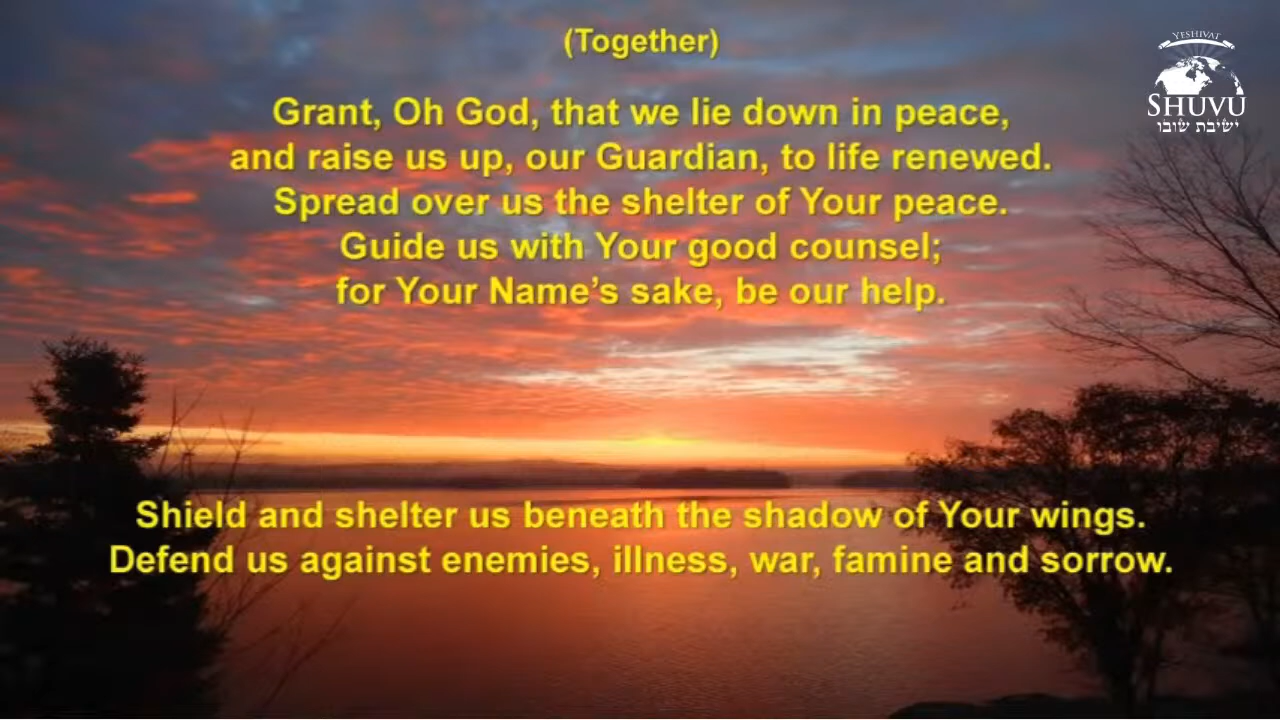 (Together)
Grant, Oh God, that we lie down in peace,
and raise us up, our Guardian, to life renewed.
Spread over us the shelter of Your peace.
Guide us with Your good counsel;
for Your Name’s sake, be our help.
Shield and shelter us beneath the shadow of Your wings.
Defend us against enemies, illness, war, famine and sorrow.
YESHIVAT
SHUVU
ישיבת שובו